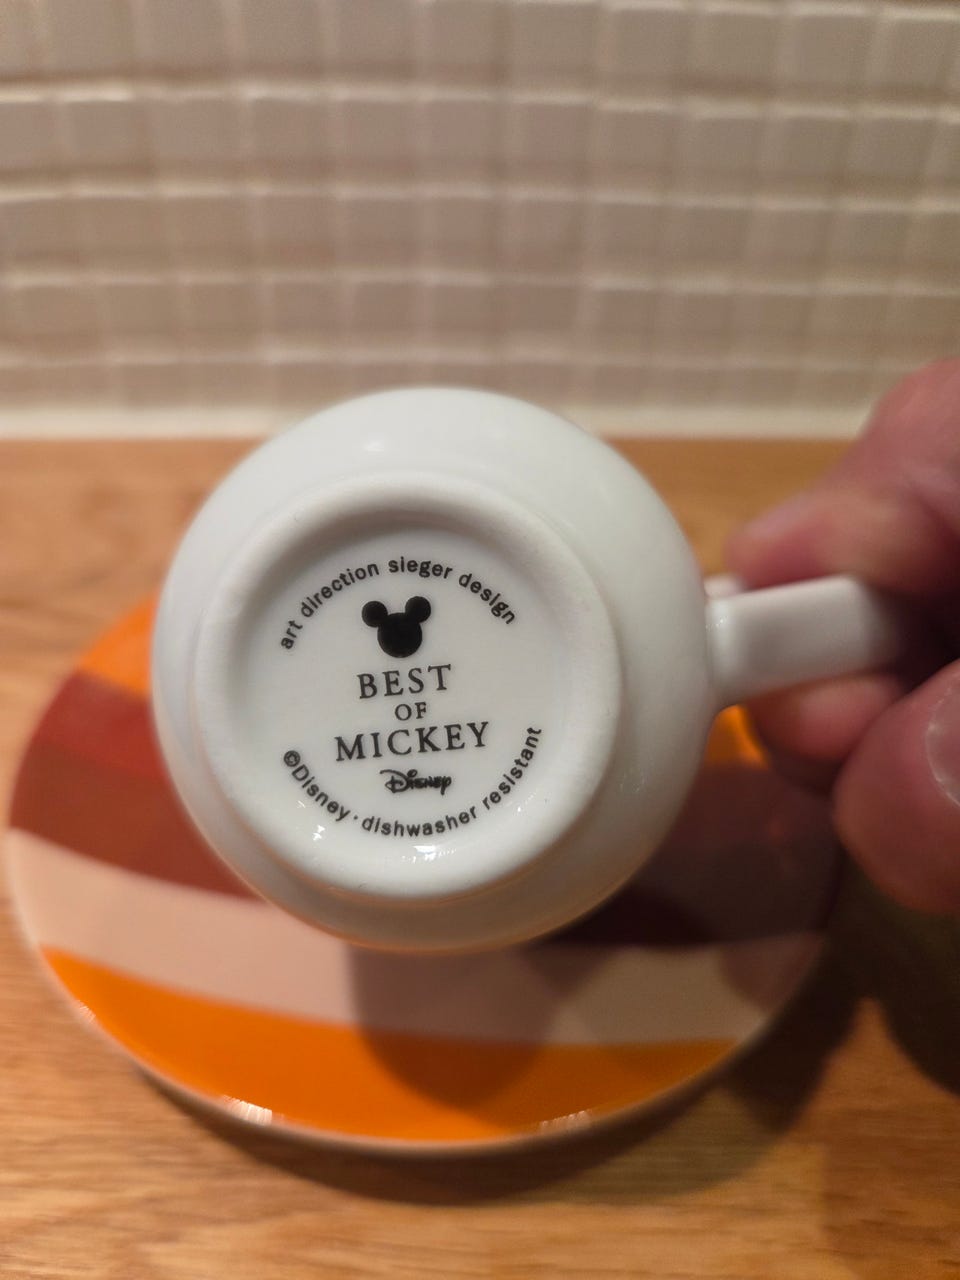 art direction sieger design
BEST
OF
MICKEY
Disney
©Disney · dishwasher resistant